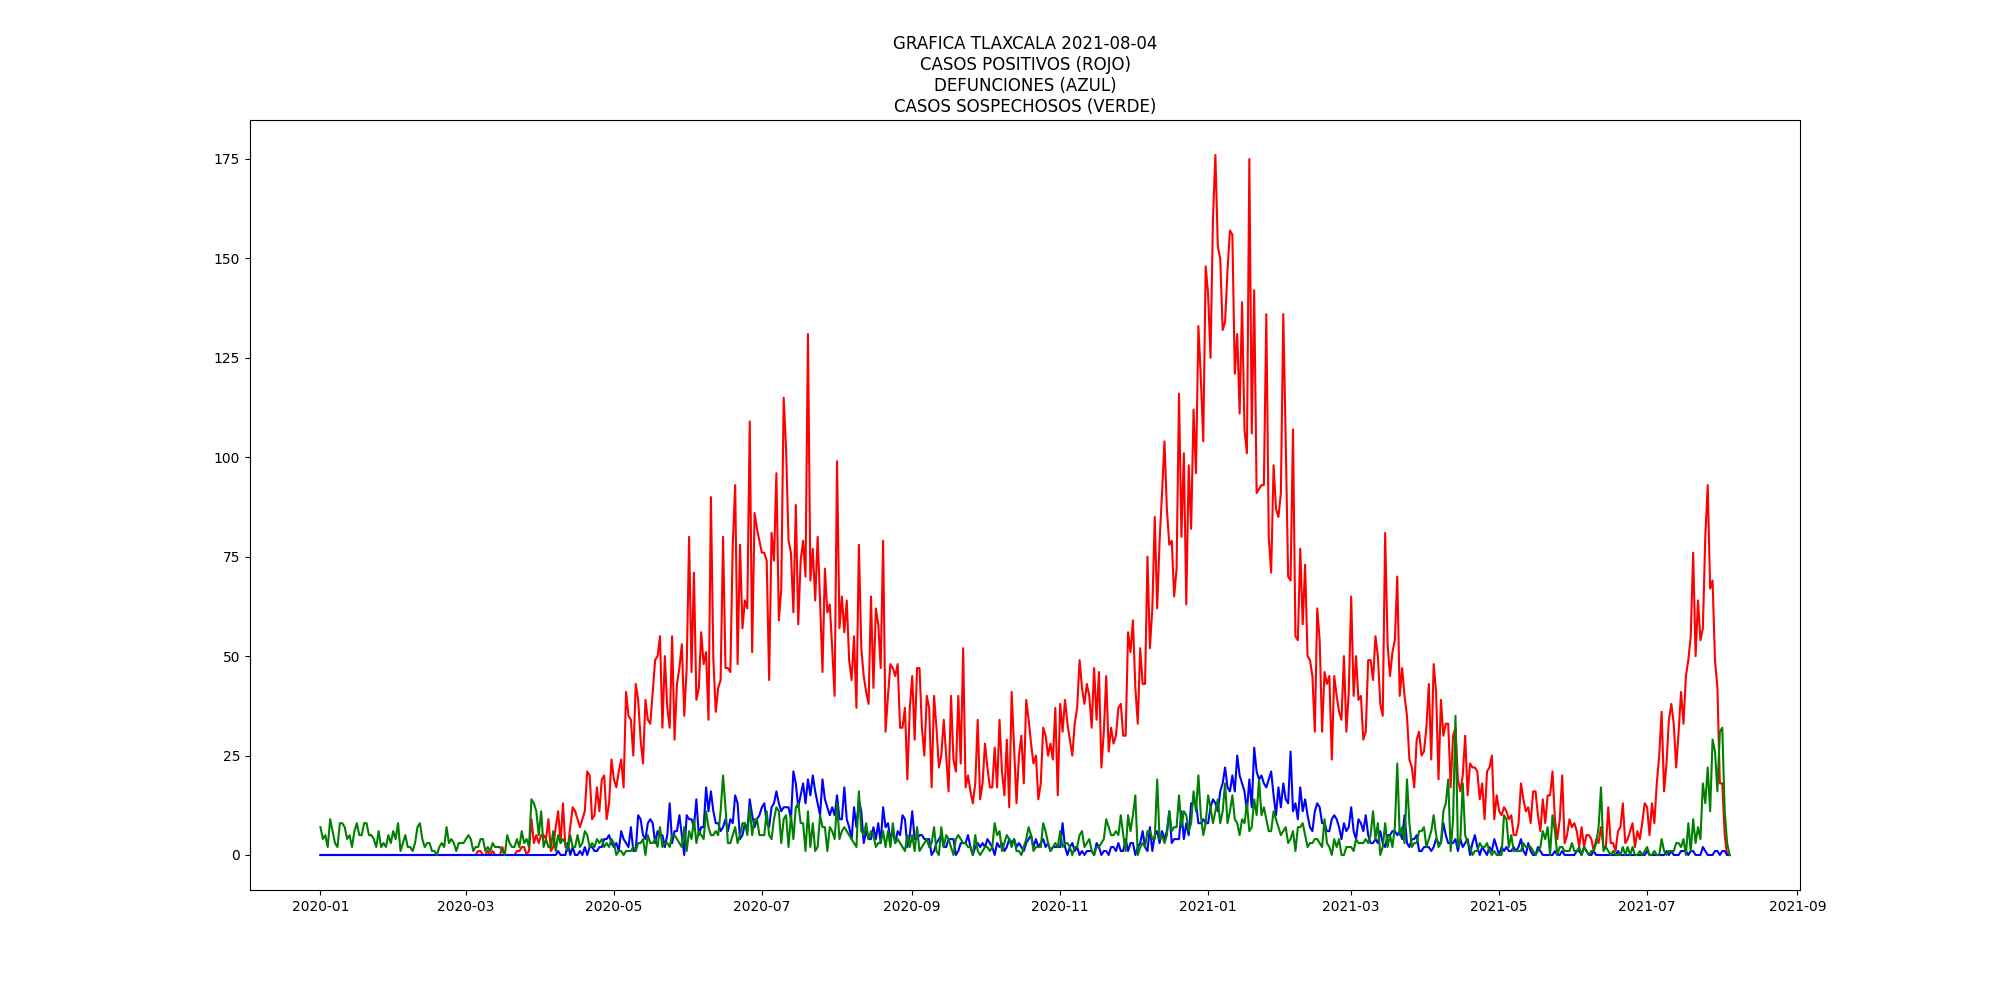 GRAFICA TLAXCALA 2021-08-04
CASOS POSITIVOS (ROJO)
DEFUNCIONES (AZUL)
CASOS SOSPECHOSOS (VERDE)
175
150
125
100
75
50
25
0
2020-01 2020-03 2020-05 2020-07 2020-09 2020-11 2021-01 2021-03 2021-05 2021-07 2021-09